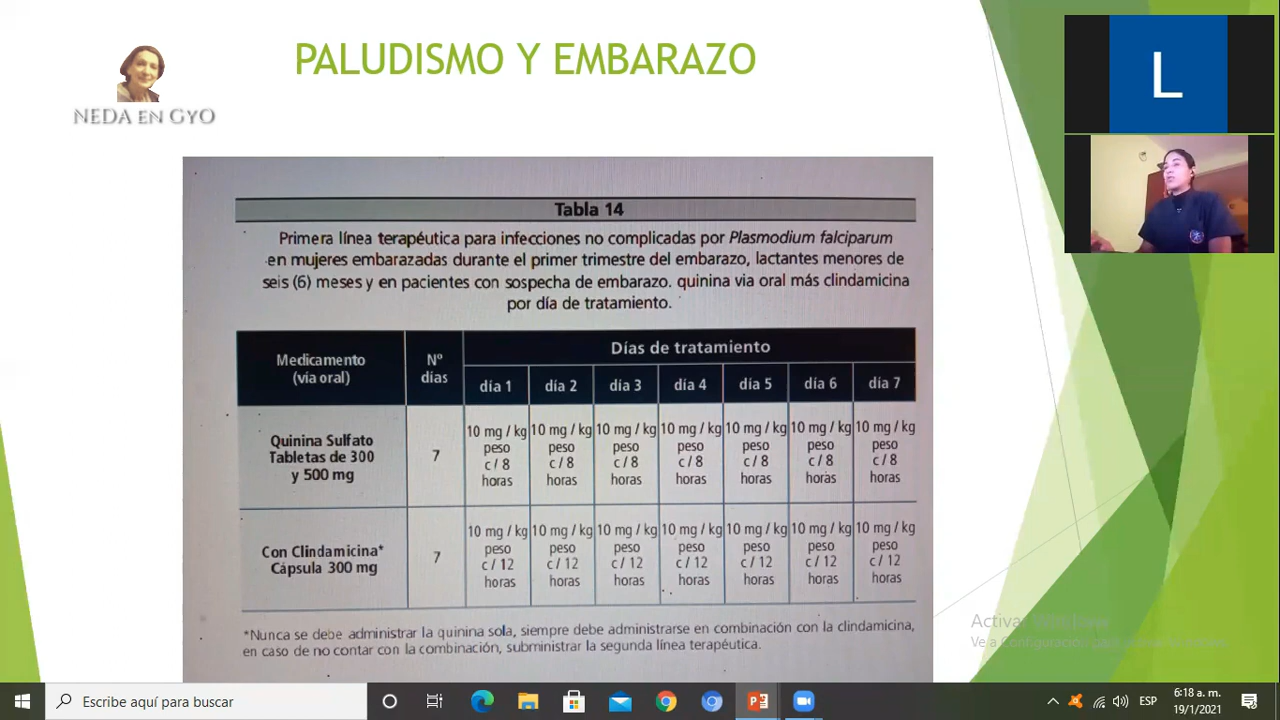 PALUDISMO Y EMBARAZO
NEDA EN GYO
L
Tabla 14
Primera línea terapéutica para infecciones no complicadas por Plasmodium falciparum
en mujeres embarazadas durante el primer trimestre del embarazo, lactantes menores de
seis (6) meses y en pacientes con sospecha de embarazo. quinina via oral más clindamicina
por día de tratamiento.
Medicamento
(via oral)
Nº
días
Días de tratamiento
día 1 día 2 día 3 día 4 día 5 día 6 día 7
Quinina Sulfato
Tabletas de 300
y 500 mg
7
10 mg / kg 10 mg / kg 10 mg / kg 10 mg / kg 10 mg / kg 10 mg / kg 10 mg / kg
peso peso peso peso peso peso peso
c / 8 c / 8 c / 8 c / 8 c / 8 c / 8 c / 8
horas horas horas horas horas horas horas
Con Clindamicina*
Cápsula 300 mg
7
10 mg / kg 10 mg / kg 10 mg / kg 10 mg / kg 10 mg / kg 10 mg / kg 10 mg / kg
peso peso peso peso peso peso peso
c / 12 c / 12 c / 12 c / 12 c / 12 c / 12 c / 12
horas horas horas horas horas horas horas
*Nunca se debe administrar la quinina sola, siempre debe administrarse en combinación con la clindamicina,
en caso de no contar con la combinación, subministrar la segunda línea terapéutica.
Activar Windows
Ve a Configuración para activar Windows.
Escribe aquí para buscar
ESP
6:18 a. m.
19/1/2021